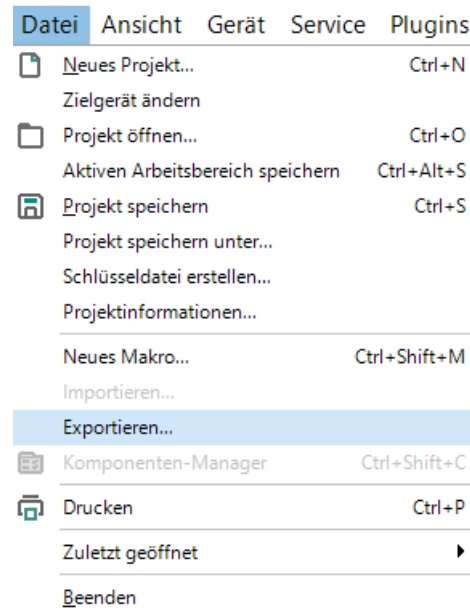 Datei Ansicht Gerät Service Plugins
Neues Projekt... Ctrl+N
Zielgerät ändern
Projekt öffnen... Ctrl+O
Aktiven Arbeitsbereich speichern Ctrl+Alt+S
Projekt speichern Ctrl+S
Projekt speichern unter...
Schlüsseldatei erstellen...
Projektinformationen...
Neues Makro... Ctrl+Shift+M
Importieren...
Exportieren...
Komponenten-Manager Ctrl+Shift+C
Drucken Ctrl+P
Zuletzt geöffnet
Beenden